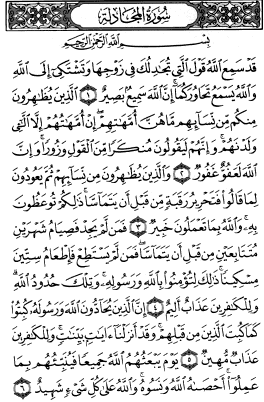 سُورَةُ المُجَادلة
بِسْمِ اللَّهِ الرَّحْمَٰنِ الرَّحِيمِ
قَدْ سَمِعَ اللَّهُ قَوْلَ الَّتِي تُجَادِلُكَ فِي زَوْجِهَا وَتَشْتَكِي إِلَى اللَّهِ
وَاللَّهُ يَسْمَعُ تَحَاوُرَكُمَا إِنَّ اللَّهَ سَمِيعٌ بَصِيرٌ ۝١ الَّذِينَ يُظَاهِرُونَ
مِنكُم مِّن نِّسَائِهِم مَّا هُنَّ أُمَّهَاتِهِمْ إِنْ أُمَّهَاتُهُمْ إِلَّا الَّائِي
وَلَدْنَهُمْ وَإِنَّهُمْ لَيَقُولُونَ مُنكَرًا مِّنَ الْقَوْلِ وَزُورًا وَإِنَّ
اللَّهَ لَعَفُوٌّ غَفُورٌ ۝٢ وَالَّذِينَ يُظَاهِرُونَ مِن نِّسَائِهِمْ ثُمَّ يَعُودُونَ
لِمَا قَالُوا فَتَحْرِيرُ رَقَبَةٍ مِّن قَبْلِ أَن يَتَمَاسَّا ذَٰلِكُمْ تُوعَظُونَ
بِهِ وَاللَّهُ بِمَا تَعْمَلُونَ خَبِيرٌ ۝٣ فَمَن لَّمْ يَجِدْ فَصِيَامُ شَهْرَيْنِ
مُتَتَابِعَيْنِ مِن قَبْلِ أَن يَتَمَاسَّا فَمَن لَّمْ يَسْتَطِعْ فَإِطْعَامُ سِتِّينَ
مِسْكِينًا ذَٰلِكَ لِتُؤْمِنُوا بِاللَّهِ وَرَسُولِهِ وَتِلْكَ حُدُودُ اللَّهِ
وَلِلْكَافِرِينَ عَذَابٌ أَلِيمٌ ۝٤ إِنَّ الَّذِينَ يُحَادُّونَ اللَّهَ وَرَسُولَهُ كُبِتُوا
كَمَا كُبِتَ الَّذِينَ مِن قَبْلِهِمْ وَقَدْ أَنزَلْنَا آيَاتٍ بَيِّنَاتٍ وَلِلْكَافِرِينَ
عَذَابٌ مُّهِينٌ ۝٥ يَوْمَ يَبْعَثُهُمُ اللَّهُ جَمِيعًا فَيُنَبِّئُهُم بِمَا
عَمِلُوا أَحْصَاهُ اللَّهُ وَنَسُوهُ وَاللَّهُ عَلَىٰ كُلِّ شَيْءٍ شَهِيدٌ ۝٦